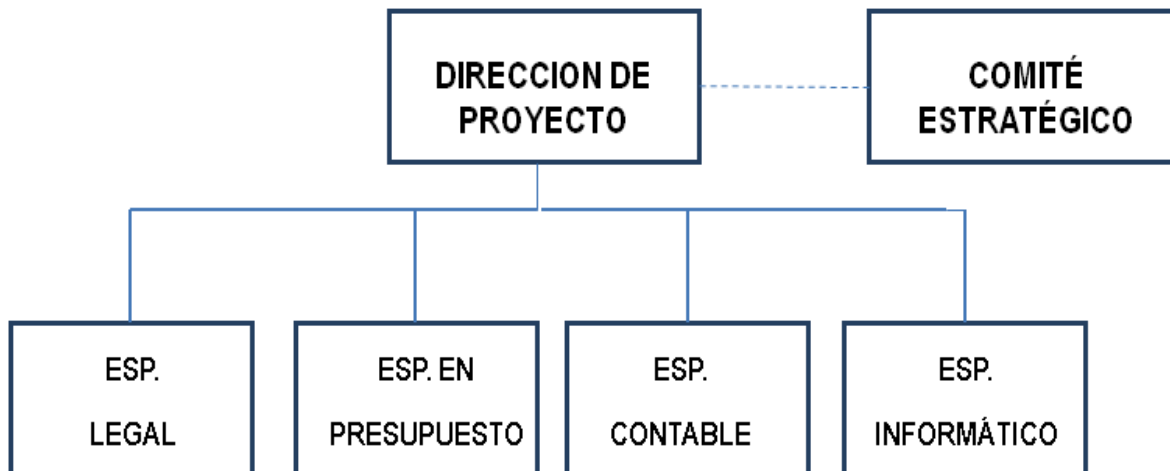 DIRECCION DE
PROYECTO
COMITÉ
ESTRATÉGICO
ESP.
LEGAL
ESP. EN
PRESUPUESTO
ESP.
CONTABLE
ESP.
INFORMÁTICO